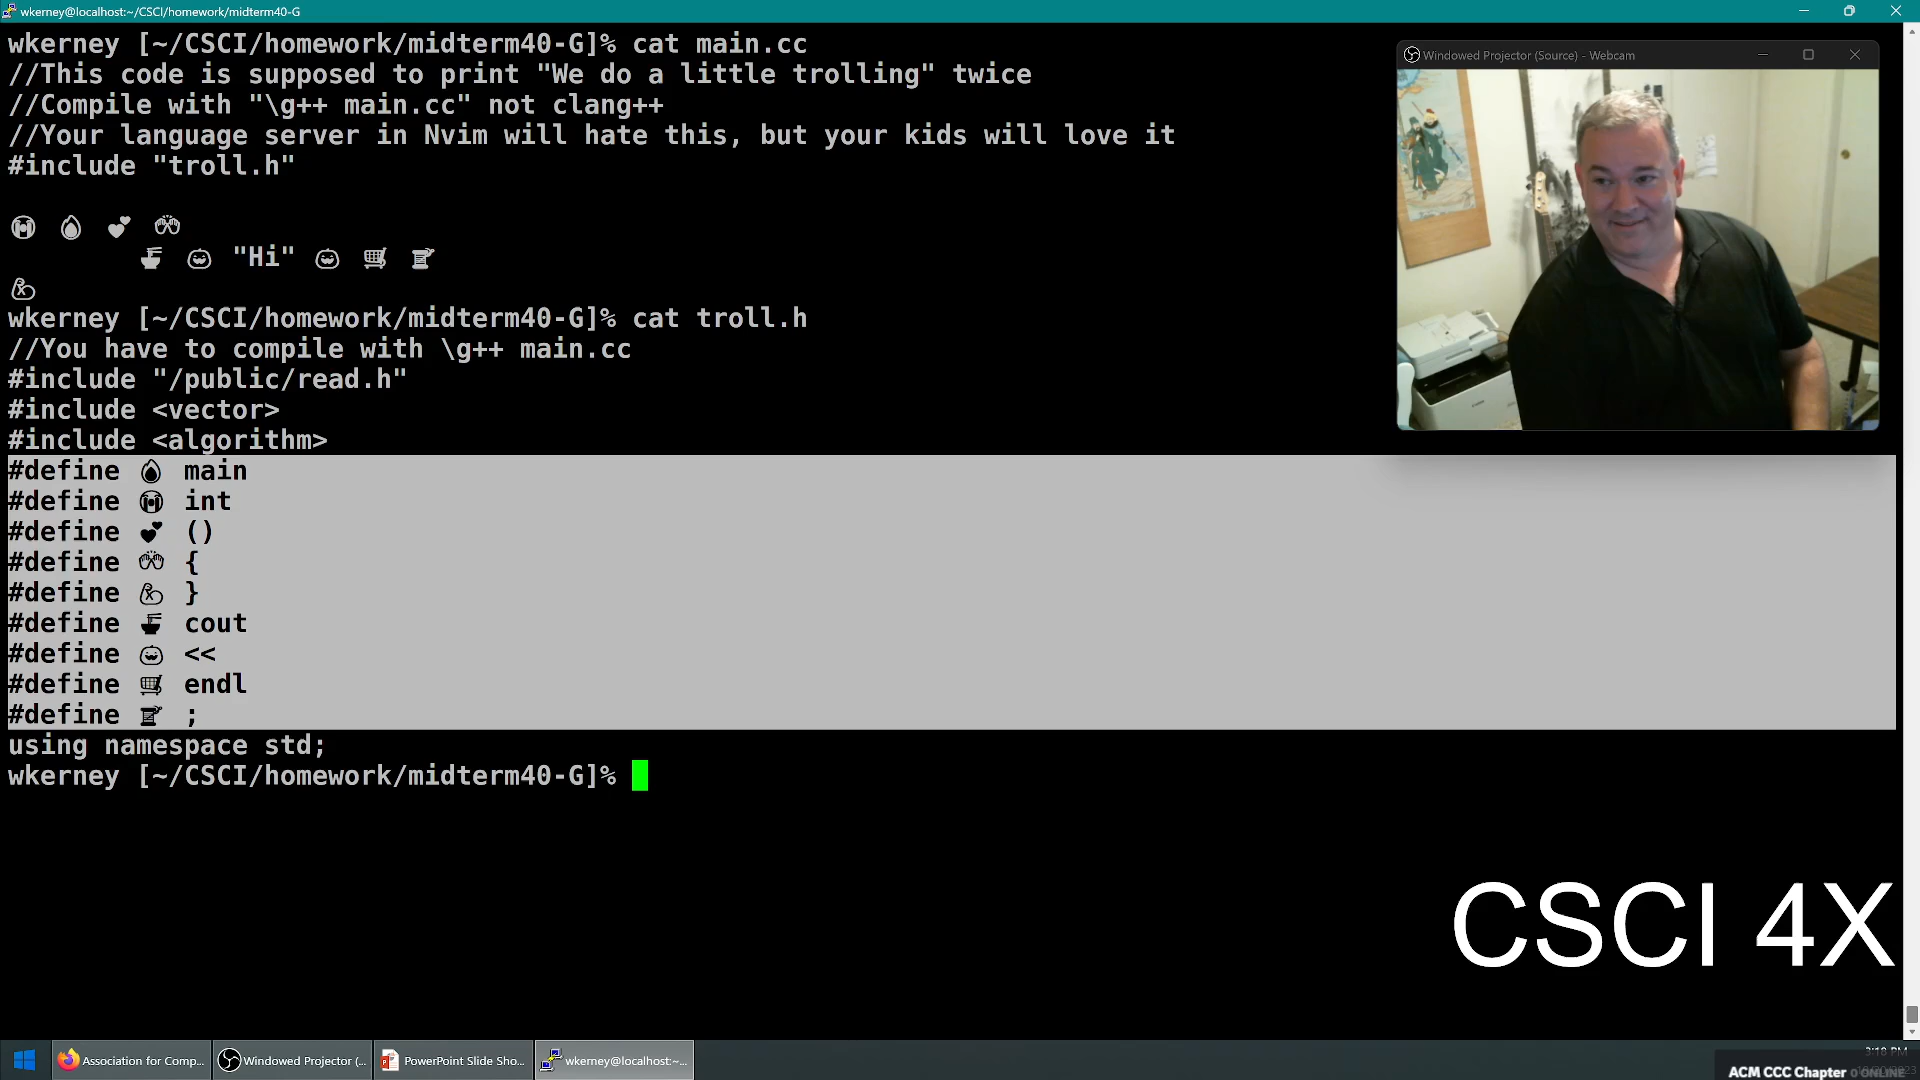 wkerney@localhost:~/CSCI/homework/midterm40-G
wkerney [~/CSCI/homework/midterm40-G]% cat main.cc
//This code is supposed to print "We do a little trolling" twice
//Compile with "\g++ main.cc" not clang++
//Your language server in Nvim will hate this, but your kids will love it
#include "troll.h"
😭 🔥 💕 🙌
🍜 🎃 "Hi" 🎃 🛒 📜
💪
wkerney [~/CSCI/homework/midterm40-G]% cat troll.h
//You have to compile with \g++ main.cc
#include "/public/read.h"
#include <vector>
#include <algorithm>
#define 🔥 main
#define 😭 int
#define 💕 ()
#define 🙌 {
#define 💪 }
#define 🍜 cout
#define 🎃 <<
#define 🛒 endl
#define 📜 ;
using namespace std;
wkerney [~/CSCI/homework/midterm40-G]%
Windowed Projector (Source) - Webcam
CSCI 4X
Association for Comp...
Windowed Projector (...
PowerPoint Slide Sho...
wkerney@localhost:~...
3:18 PM
ACM CCC Chapter 0 ONLINE